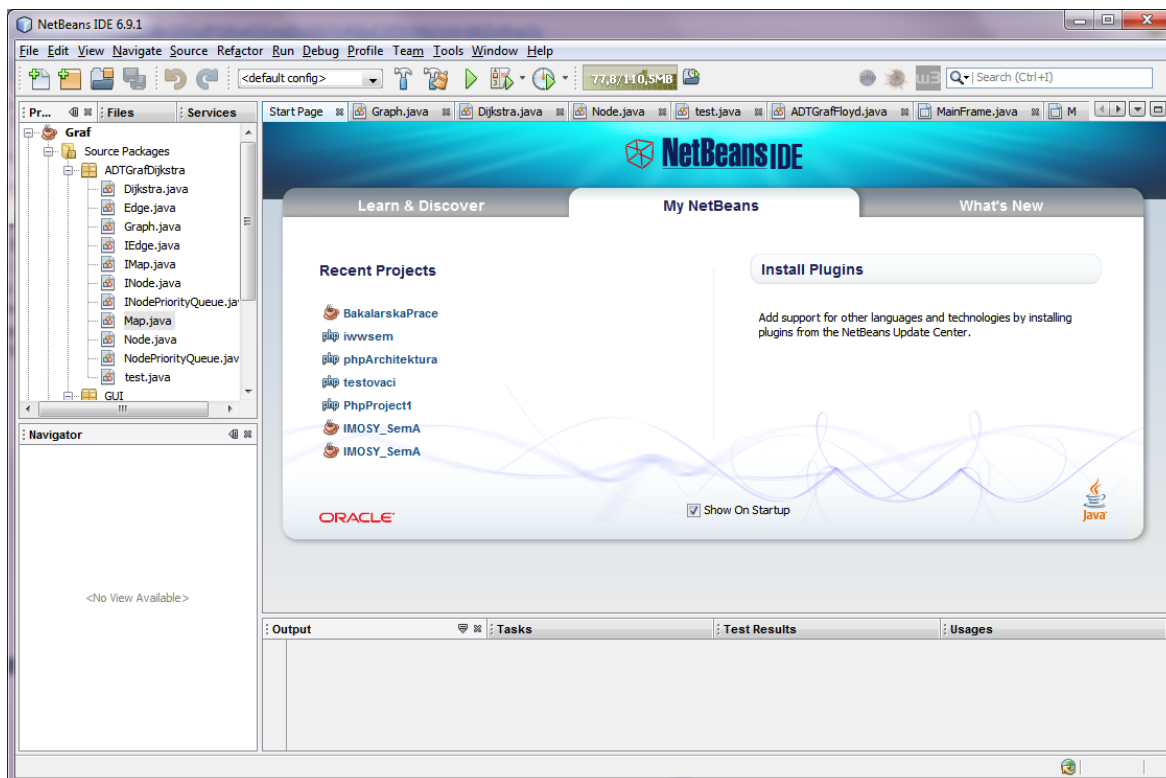 NetBeans IDE 6.9.1
File Edit View Navigate Source Refactor Run Debug Profile Team Tools Window Help
<default config> 77,8/110,5MB Search (Ctrl+I)
Pr... Files Services
Start Page Graph.java Dijkstra.java Node.java test.java ADTGrafFloyd.java MainFrame.java M
Graf
Source Packages
ADTGrafDijkstra
Dijkstra.java
Edge.java
Graph.java
IEdge.java
IMap.java
INode.java
INodePriorityQueue.jav
Map.java
Node.java
NodePriorityQueue.jav
test.java
GUI
Navigator
<No View Available>
NetBeans IDE
Learn & Discover My NetBeans What's New
Recent Projects
BakalarskaPrace
php iwwsem
php phpArchitektura
php testovaci
php PhpProject1
IMOSY_SemA
IMOSY_SemA
Install Plugins
Add support for other languages and technologies by installing
plugins from the NetBeans Update Center.
ORACLE
Show On Startup
Java
Output Tasks Test Results Usages